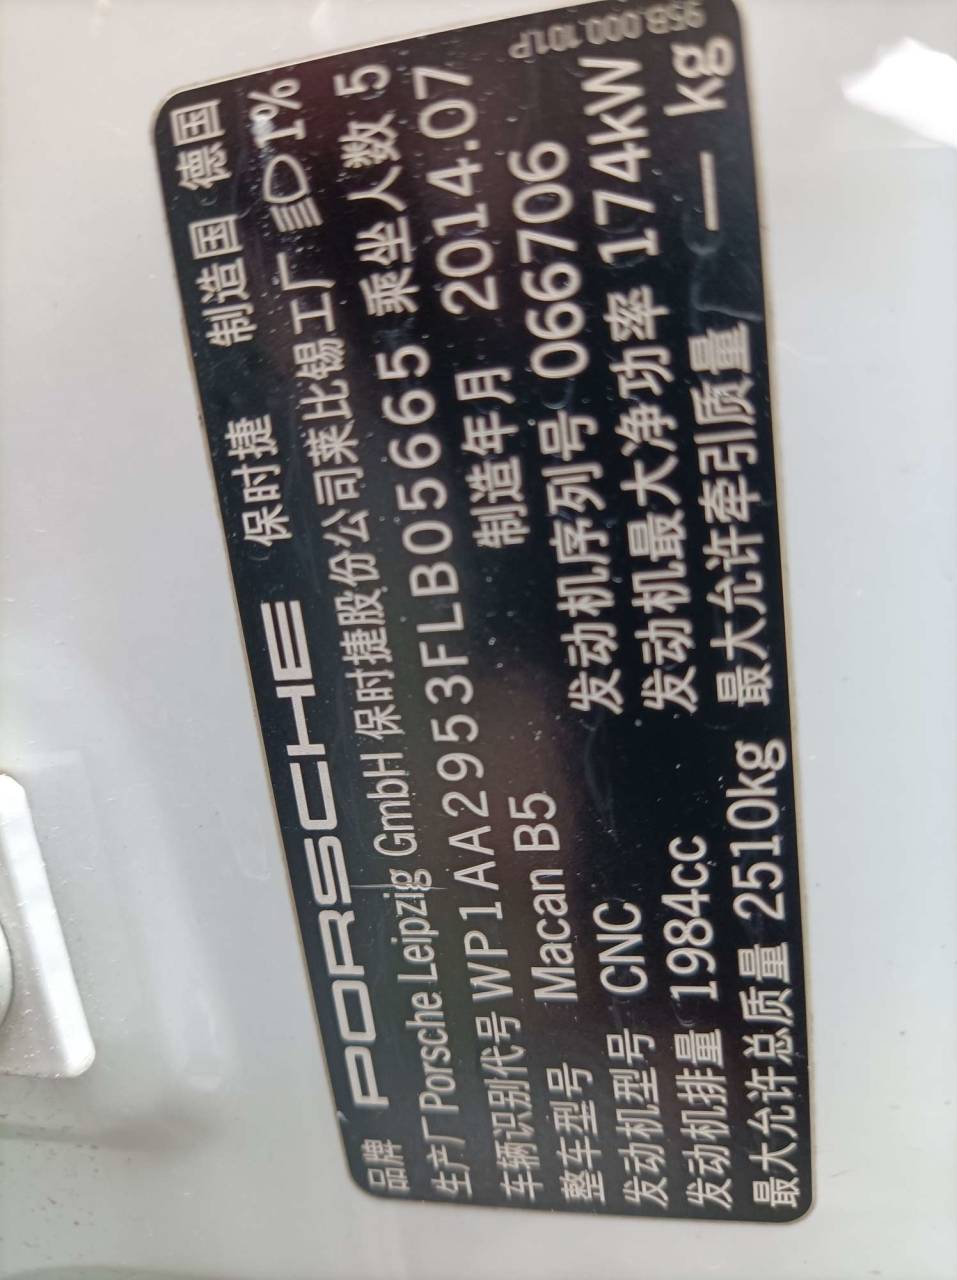 95B.000.101P
品牌 PORSCHE 保时捷 制造国 德国
生产厂 Porsche Leipzig GmbH 保时捷股份公司莱比锡工厂 1%
车辆识别代号 WP1AA2953FLB05665 乘坐人数 5
整车型号 Macan B5 制造年月 2014.07
发动机型号 CNC 发动机序列号 066706
发动机排量 1984cc 发动机最大净功率 174kW
最大允许总质量 2510kg 最大允许牵引质量 — kg